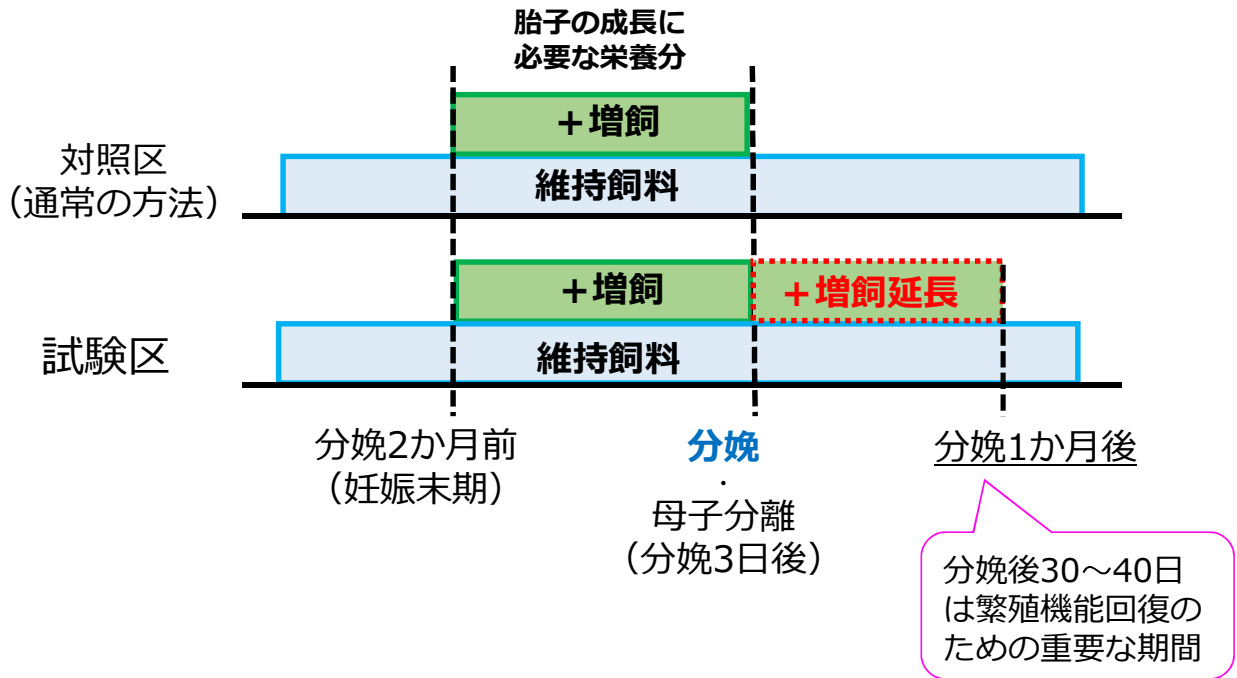 胎子の成長に
必要な栄養分
＋増飼
対照区
（通常の方法）
維持飼料
＋増飼
＋増飼延長
試験区
維持飼料
分娩2か月前
（妊娠末期）
分娩
・
母子分離
（分娩3日後）
分娩1か月後
分娩後30～40日
は繁殖機能回復の
ための重要な期間